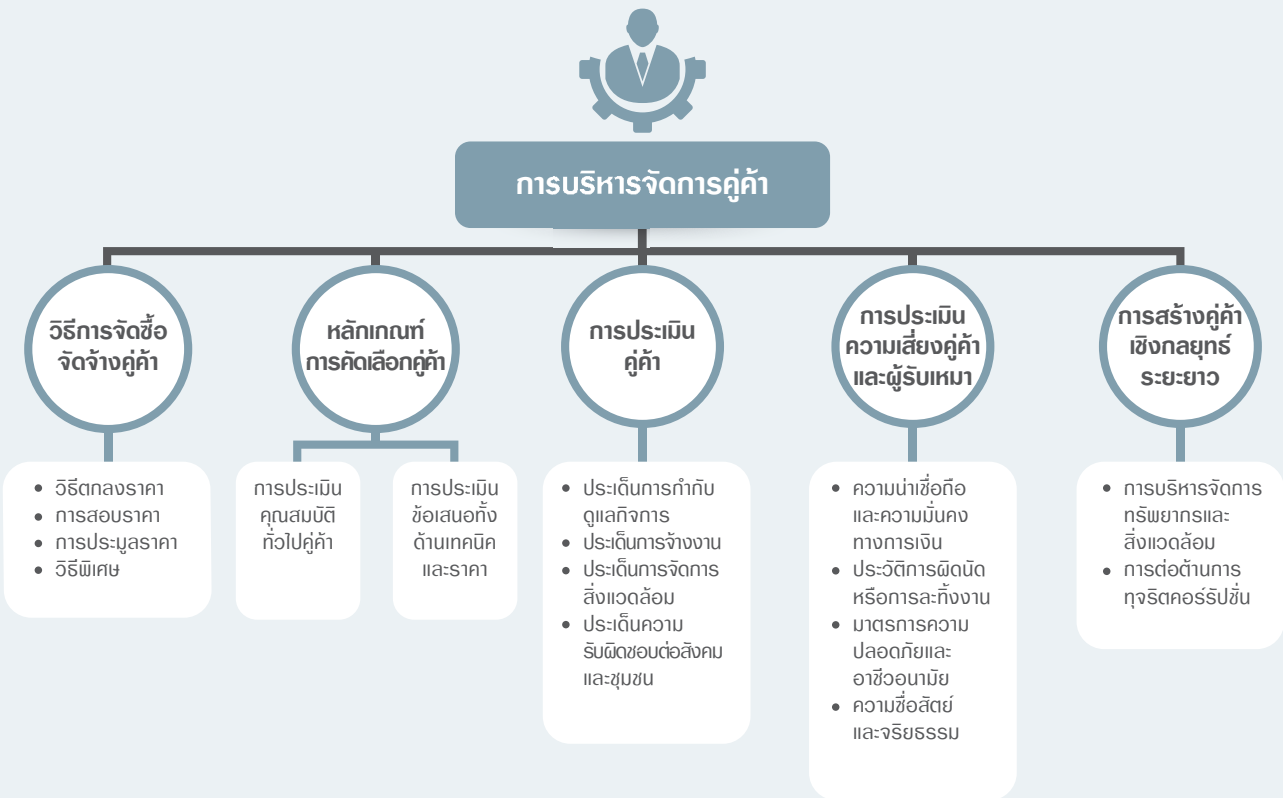 การบริหารจัดการคู่ค้า
วิธีการจัดซื้อ
จัดจ้างคู่ค้า
• วิธีตกลงราคา
• การสอบราคา
• การประมูลราคา
• วิธีพิเศษ
หลักเกณฑ์
การคัดเลือกคู่ค้า
การประเมิน
คุณสมบัติ
ทั่วไปคู่ค้า
การประเมิน
ข้อเสนอทั้ง
ด้านเทคนิค
และราคา
การประเมิน
คู่ค้า
• ประเด็นการกำกับ
ดูแลกิจการ
• ประเด็นการจ้างงาน
• ประเด็นการจัดการ
สิ่งแวดล้อม
• ประเด็นความ
รับผิดชอบต่อสังคม
และชุมชน
การประเมิน
ความเสี่ยงคู่ค้า
และผู้รับเหมา
• ความน่าเชื่อถือ
และความมั่นคง
ทางการเงิน
• ประวัติการผิดนัด
หรือการละทิ้งงาน
• มาตรการความ
ปลอดภัยและ
อาชีวอนามัย
• ความซื่อสัตย์
และจริยธรรม
การสร้างคู่ค้า
เชิงกลยุทธ์
ระยะยาว
• การบริหารจัดการ
ทรัพยากรและ
สิ่งแวดล้อม
• การต่อต้านการ
ทุจริตคอร์รัปชั่น